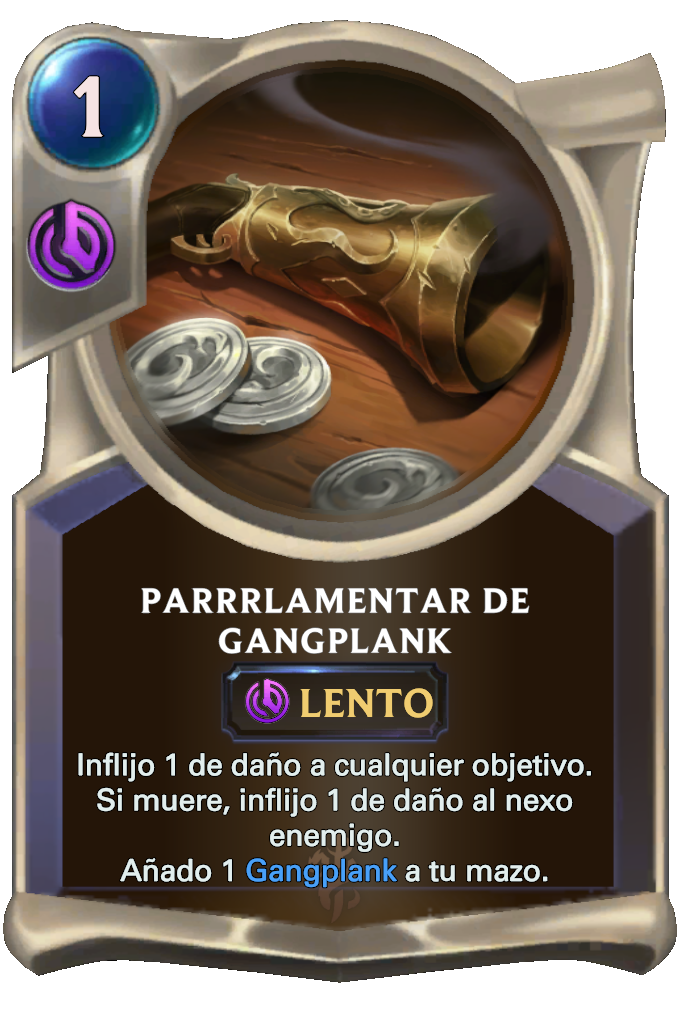 1
PARRRLAMENTAR DE
GANGPLANK
LENTO
Inflijo 1 de daño a cualquier objetivo.
Si muere, inflijo 1 de daño al nexo
enemigo.
Añado 1 Gangplank a tu mazo.